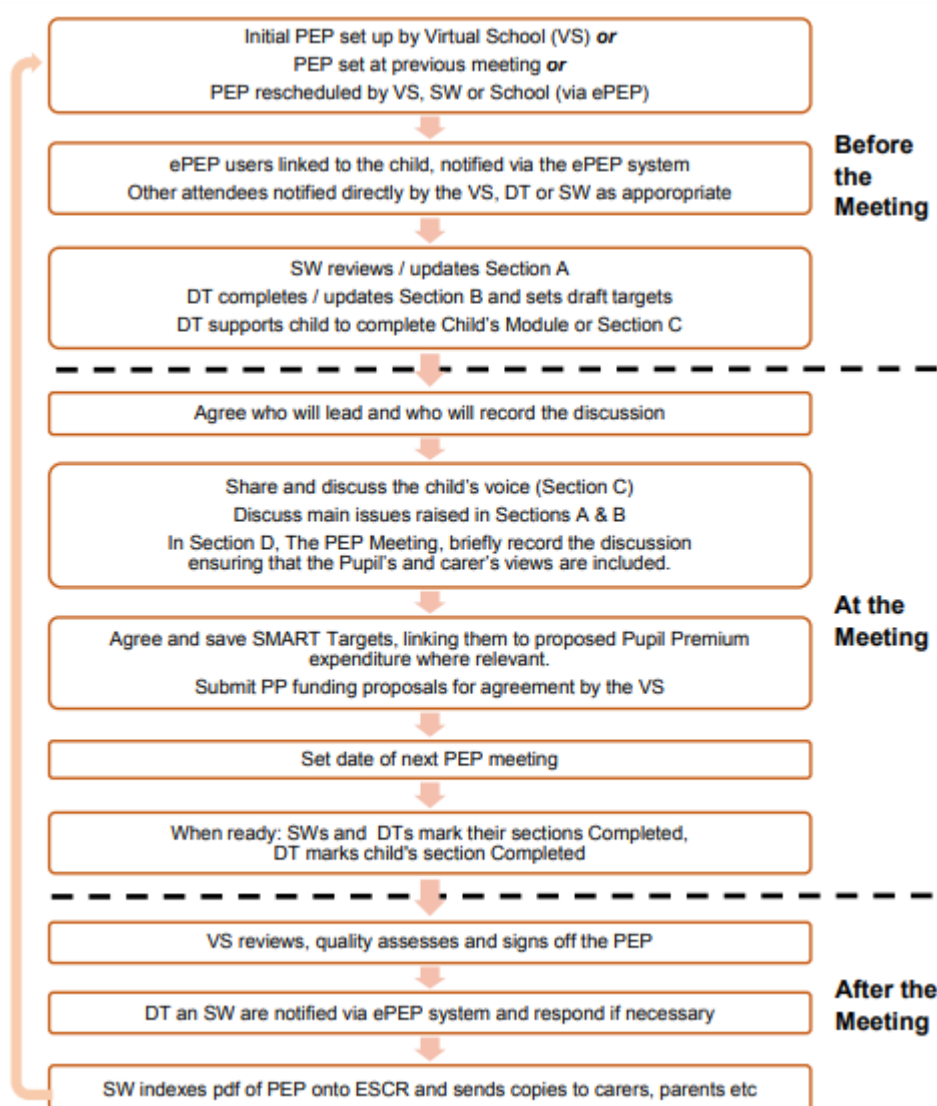 Initial PEP set up by Virtual School (VS) or
PEP set at previous meeting or
PEP rescheduled by VS, SW or School (via ePEP)
ePEP users linked to the child, notified via the ePEP system
Other attendees notified directly by the VS, DT or SW as apporopriate
SW reviews / updates Section A
DT completes / updates Section B and sets draft targets
DT supports child to complete Child's Module or Section C
Before
the
Meeting
Agree who will lead and who will record the discussion
Share and discuss the child's voice (Section C)
Discuss main issues raised in Sections A & B
In Section D, The PEP Meeting, briefly record the discussion
ensuring that the Pupil's and carer's views are included.
Agree and save SMART Targets, linking them to proposed Pupil Premium
expenditure where relevant.
Submit PP funding proposals for agreement by the VS
Set date of next PEP meeting
When ready: SWs and DTs mark their sections Completed,
DT marks child's section Completed
At the
Meeting
VS reviews, quality assesses and signs off the PEP
DT an SW are notified via ePEP system and respond if necessary
SW indexes pdf of PEP onto ESCR and sends copies to carers, parents etc
After the
Meeting